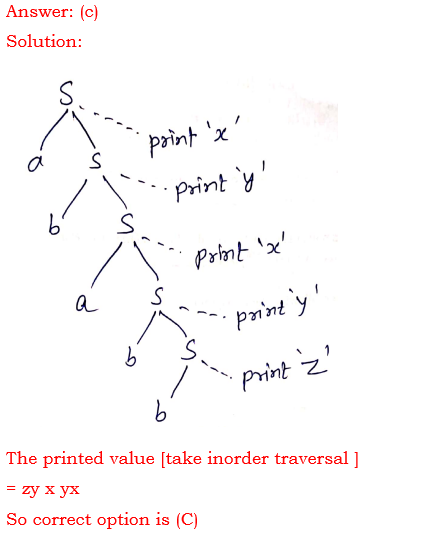 Answer: (c)
Solution:
S
print 'x'
a S
print 'y'
b S
print 'x'
a S
print 'y'
b S
print 'z'
b
The printed value [take inorder traversal ]
= zy x yx
So correct option is (C)